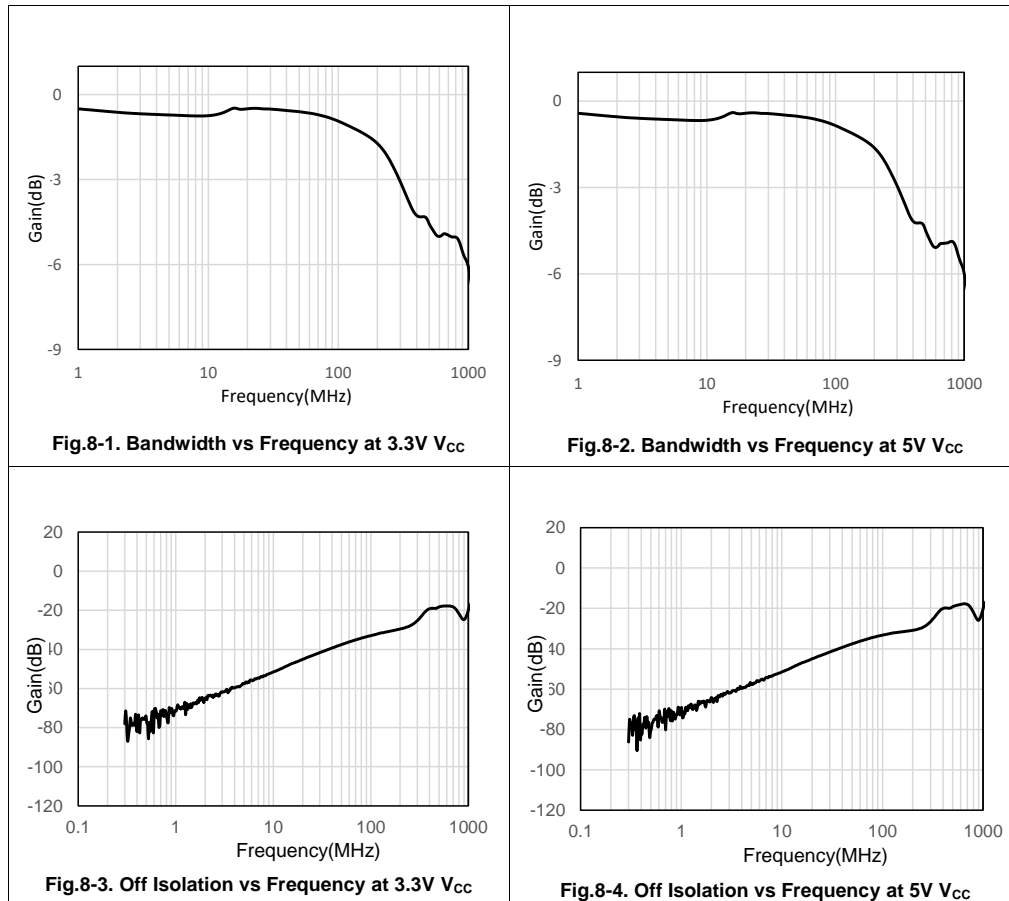 0
-3
-6
-9
Gain(dB)
1 10 100 1000
Frequency(MHz)
Fig.8-1. Bandwidth vs Frequency at 3.3V VCC
0
-3
-6
-9
Gain(dB)
1 10 100 1000
Frequency(MHz)
Fig.8-2. Bandwidth vs Frequency at 5V VCC
20
0
-20
40
60
-80
-100
-120
Gain(dB)
0.1 1 10 100 1000
Frequency(MHz)
Fig.8-3. Off Isolation vs Frequency at 3.3V VCC
20
0
-20
40
60
-80
-100
-120
Gain(dB)
0.1 1 10 100 1000
Frequency(MHz)
Fig.8-4. Off Isolation vs Frequency at 5V VCC